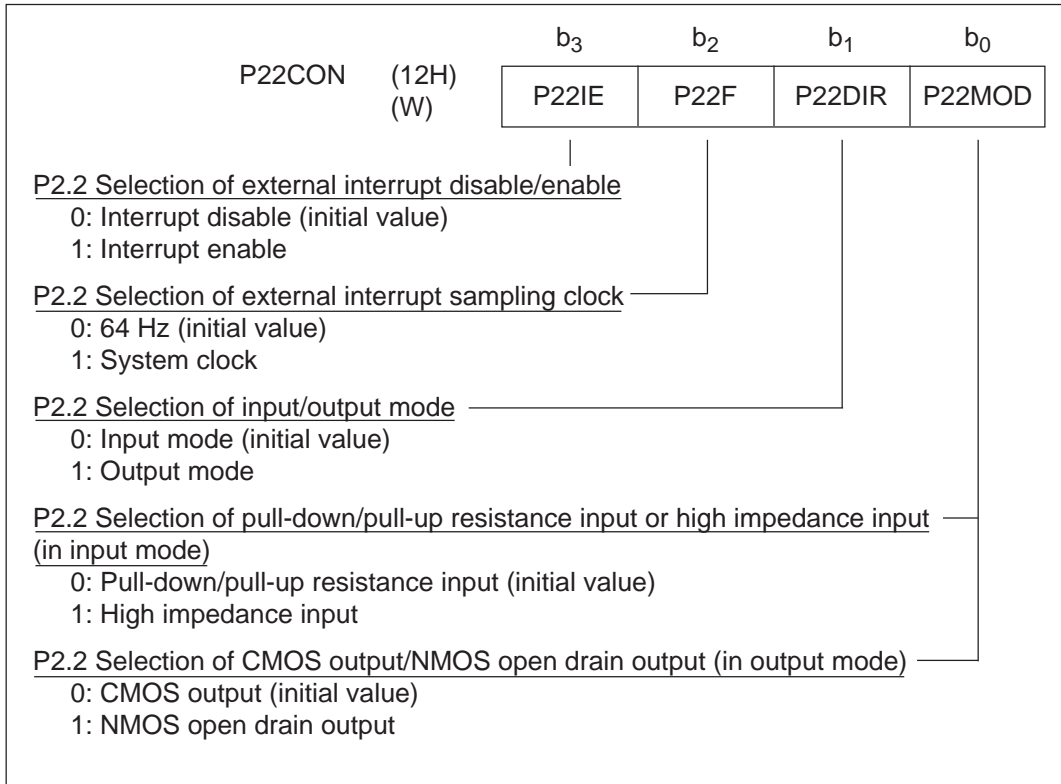 b3 b2 b1 b0
P22CON (12H)
(W)
P22IE P22F P22DIR P22MOD
P2.2 Selection of external interrupt disable/enable
0: Interrupt disable (initial value)
1: Interrupt enable
P2.2 Selection of external interrupt sampling clock
0: 64 Hz (initial value)
1: System clock
P2.2 Selection of input/output mode
0: Input mode (initial value)
1: Output mode
P2.2 Selection of pull-down/pull-up resistance input or high impedance input
(in input mode)
0: Pull-down/pull-up resistance input (initial value)
1: High impedance input
P2.2 Selection of CMOS output/NMOS open drain output (in output mode)
0: CMOS output (initial value)
1: NMOS open drain output